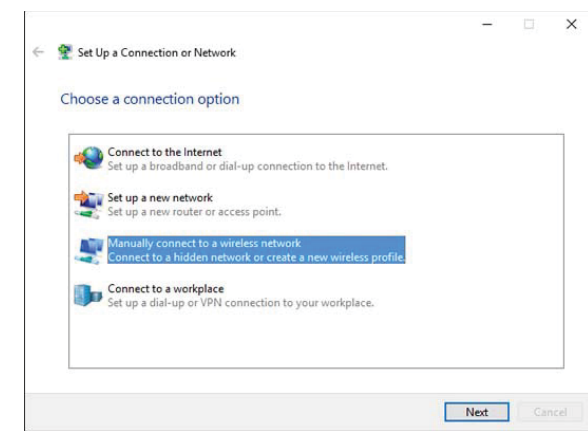 Set Up a Connection or Network
Choose a connection option
Connect to the Internet
Set up a broadband or dial-up connection to the Internet.
Set up a new network
Set up a new router or access point.
Manually connect to a wireless network
Connect to a hidden network or create a new wireless profile.
Connect to a workplace
Set up a dial-up or VPN connection to your workplace.
Next Cancel